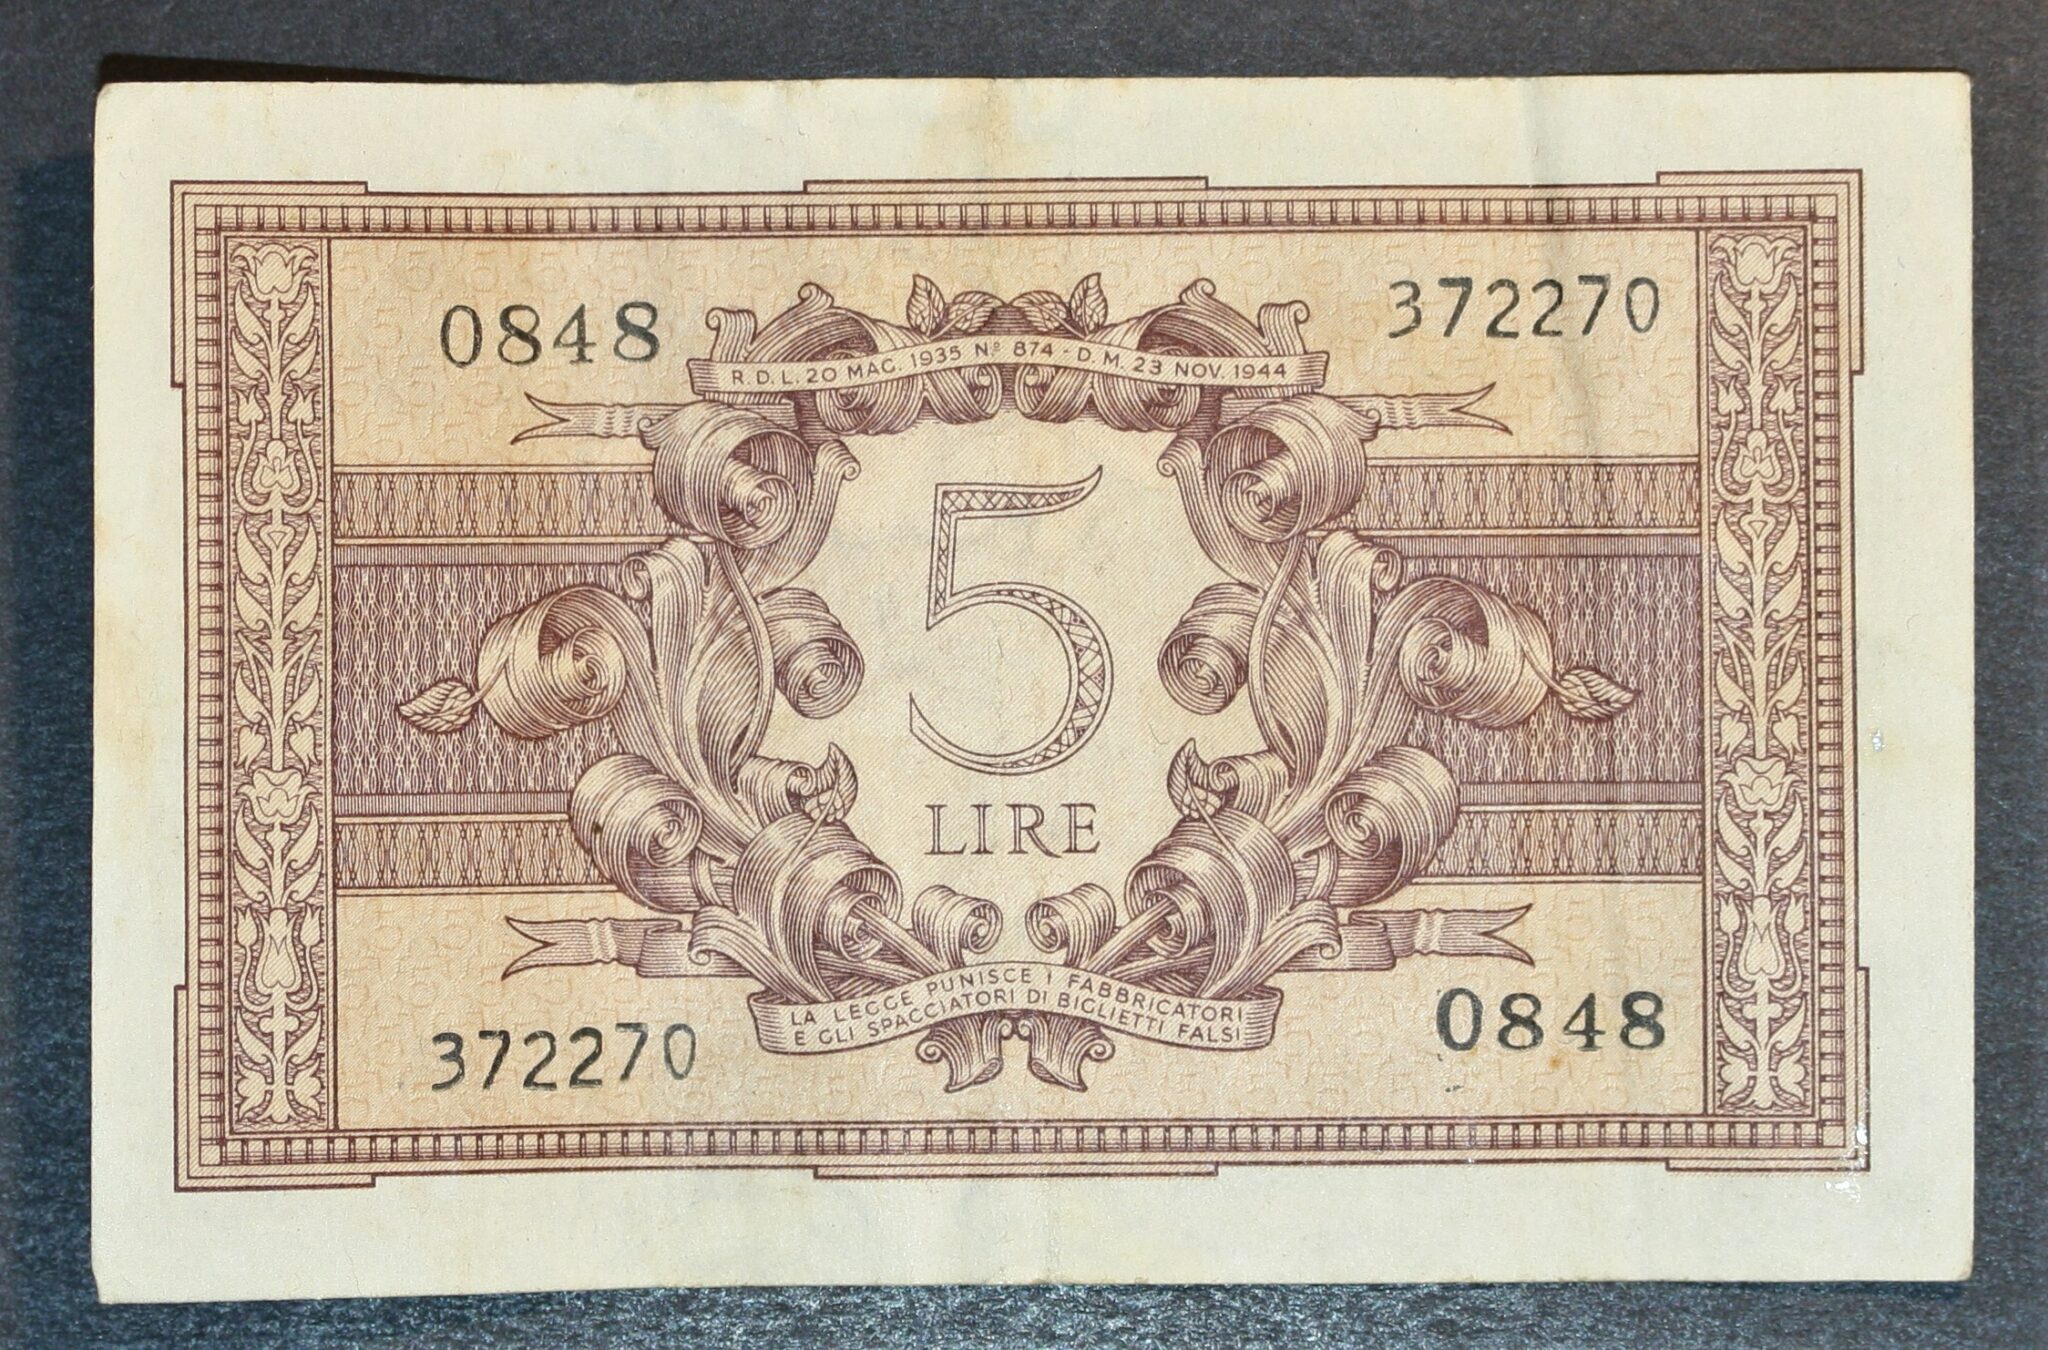 0848
372270
R. D. L. 20 MAG. 1935 Nº 874 - D. M. 23 NOV. 1944
5
LIRE
LA LEGGE PUNISCE I FABBRICATORI
E GLI SPACCIATORI DI BIGLIETTI FALSI
372270
0848